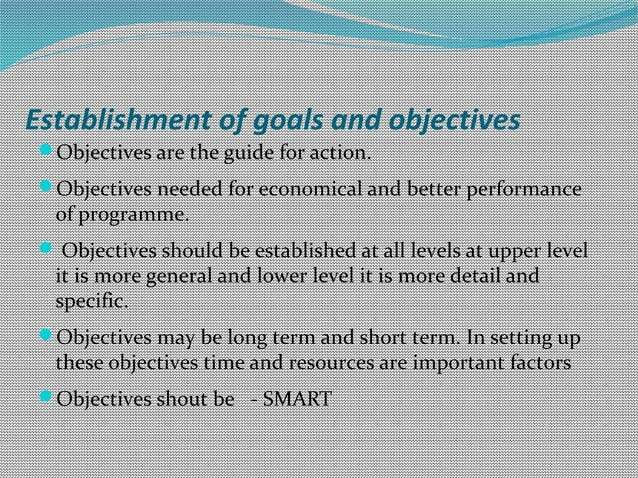 Establishment of goals and objectives
Objectives are the guide for action.
Objectives needed for economical and better performance
of programme.
Objectives should be established at all levels at upper level
it is more general and lower level it is more detail and
specific.
Objectives may be long term and short term. In setting up
these objectives time and resources are important factors
Objectives shout be - SMART